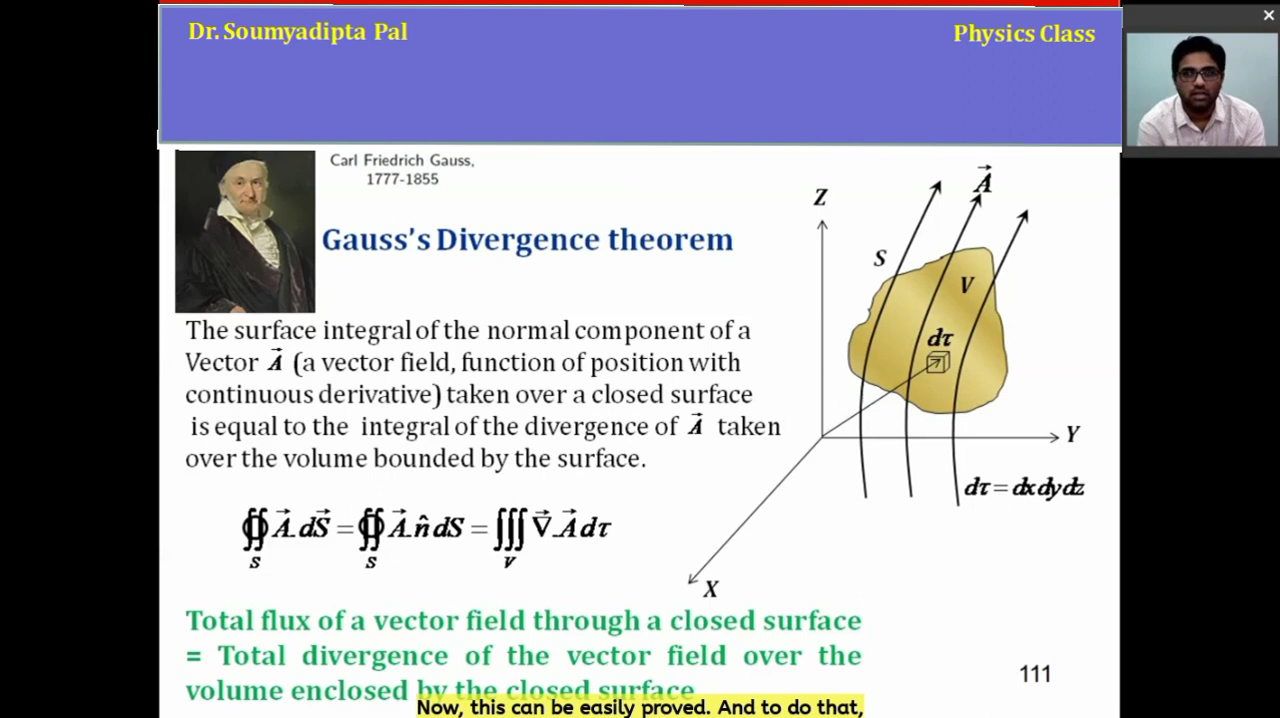 Dr. Soumyadipta Pal
Physics Class
Carl Friedrich Gauss,
1777-1855
Gauss's Divergence theorem
The surface integral of the normal component of a
Vector A⃗ (a vector field, function of position with
continuous derivative) taken over a closed surface
is equal to the integral of the divergence of A⃗ taken
over the volume bounded by the surface.
∯_S A⃗.dS⃗ = ∯_S A⃗.n̂ dS = ∭_V ∇⃗.A⃗ dτ
Total flux of a vector field through a closed surface
= Total divergence of the vector field over the
volume enclosed by the closed surface
Z
A⃗
S
V
dτ
Y
dτ = dxdydz
X
111
Now, this can be easily proved. And to do that,